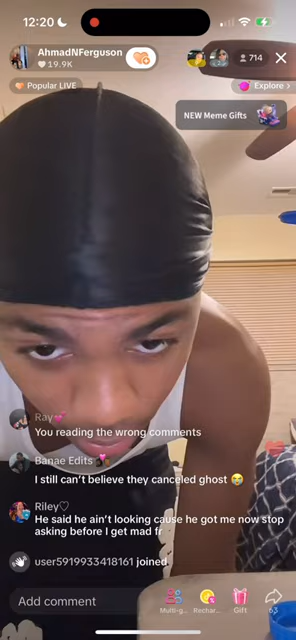 12:20
AhmadNFerguson
19.9K
714
Popular LIVE
Explore >
NEW Meme Gifts
Ray💕
You reading the wrong comments
Banae Edits
I still can't believe they canceled ghost 😭
Riley♡
He said he ain't looking cause he got me now stop
asking before I get mad fr
user5919933418161 joined
Add comment
Multi-g...
Rechar...
Gift
63